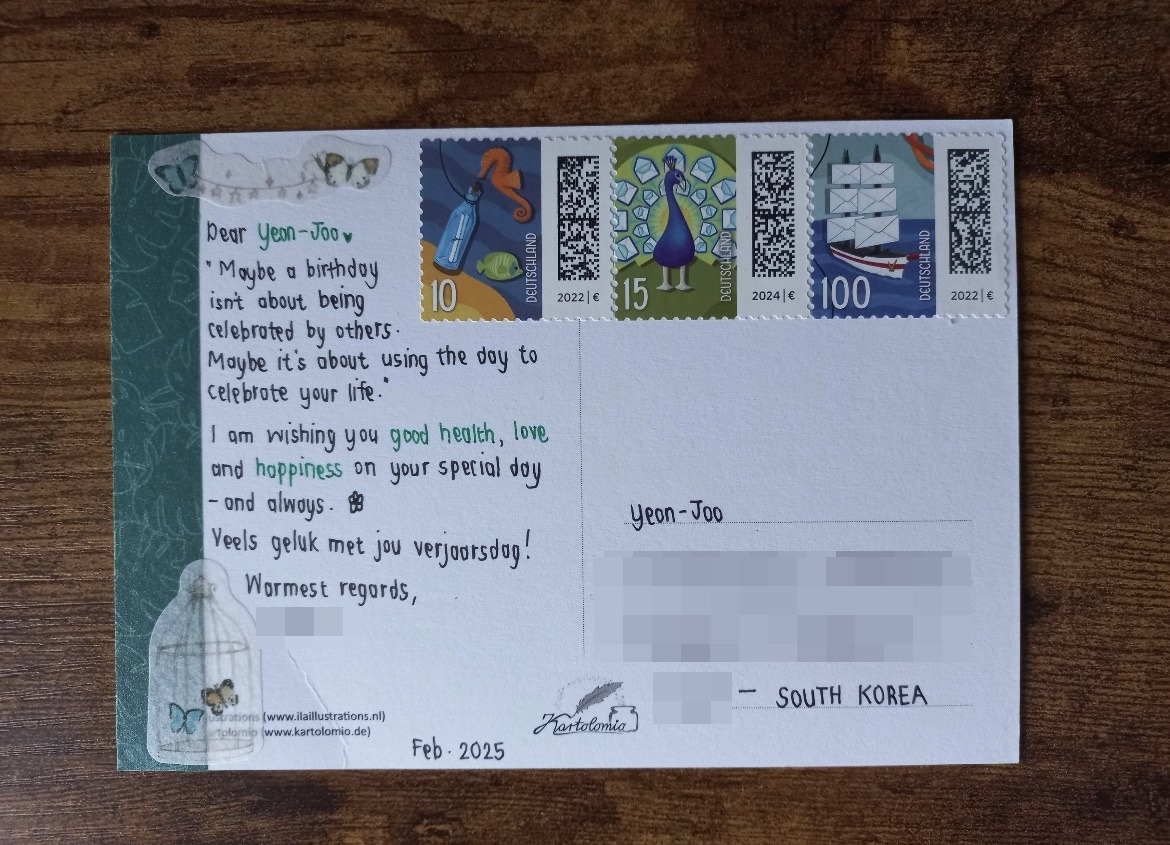 Dear Yeon-Joo♥
"Maybe a birthday
isn't about being
celebrated by others.
Maybe it's about using the day to
celebrate your life."
I am wishing you good health, love
and happiness on your special day
– and always.
Veels geluk met jou verjaarsdag!
Warmest regards,
(www.ilaillustrations.nl)
(www.kartolomio.de)
Feb. 2025
10
DEUTSCHLAND
2022 | €
15
DEUTSCHLAND
2024 | €
100
DEUTSCHLAND
2022 | €
Yeon-Joo
– SOUTH KOREA
Kartolomio